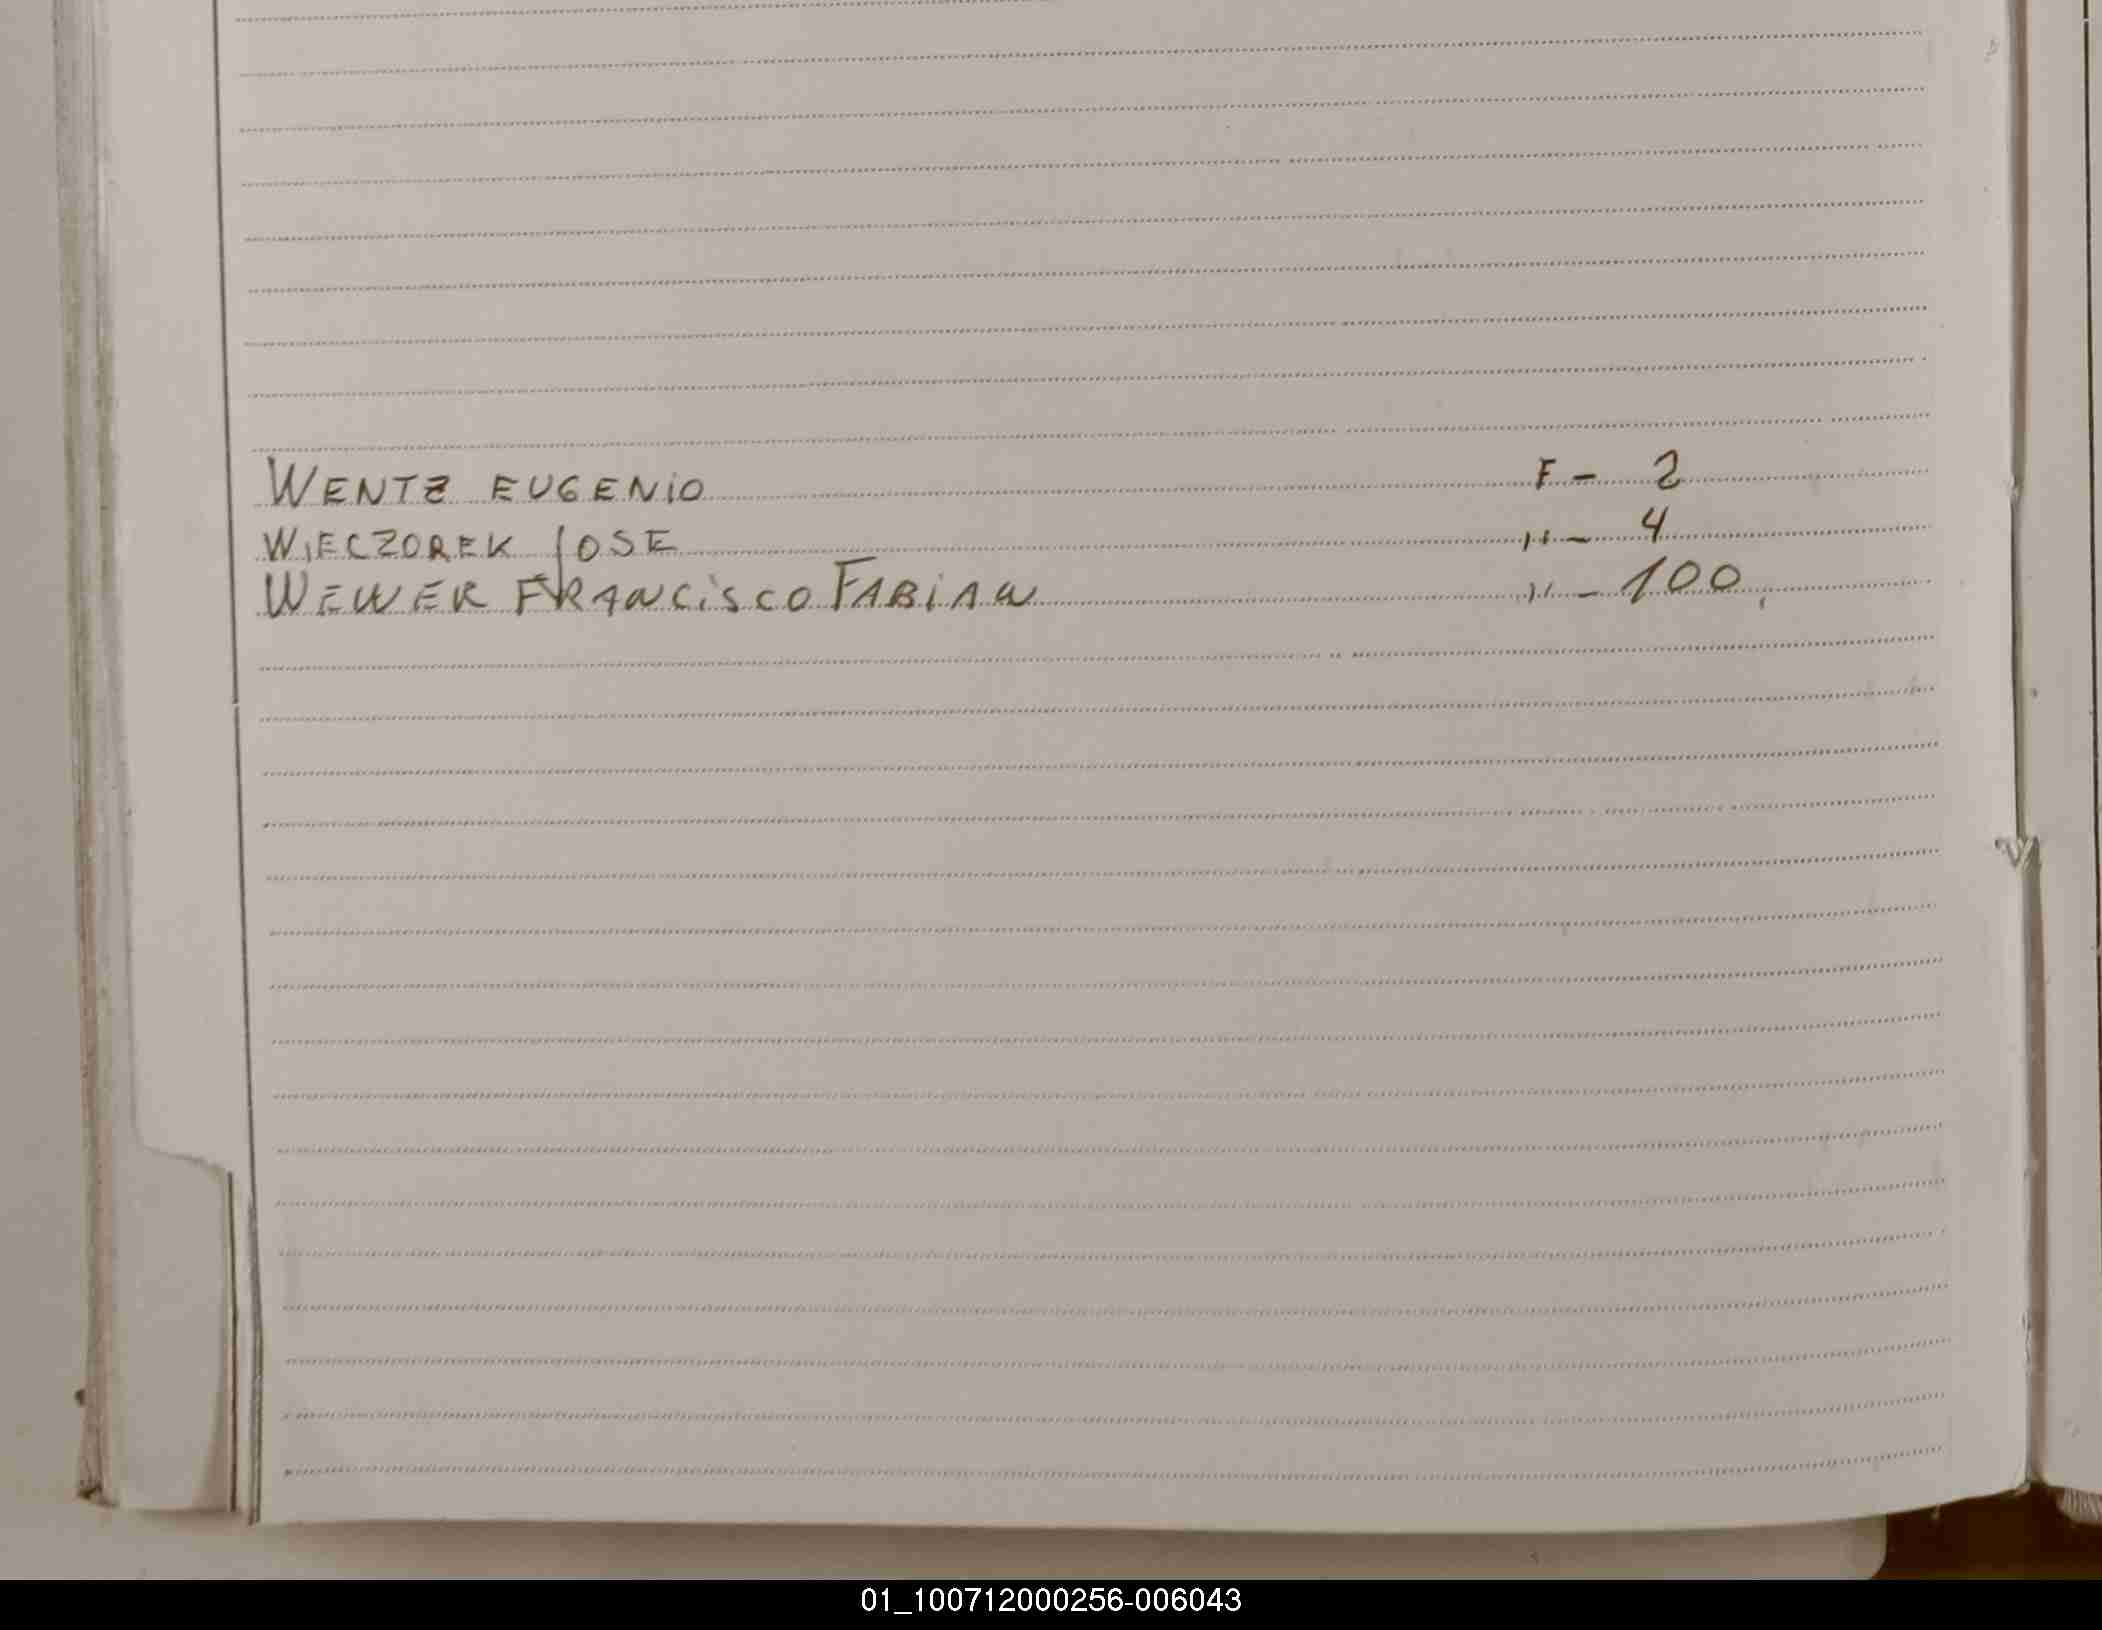 WENTZ EUGENIO F - 2
WIECZOREK JOSE " - 4
WEWER FRANCISCO FABIAN " - 100
01_100712000256-006043